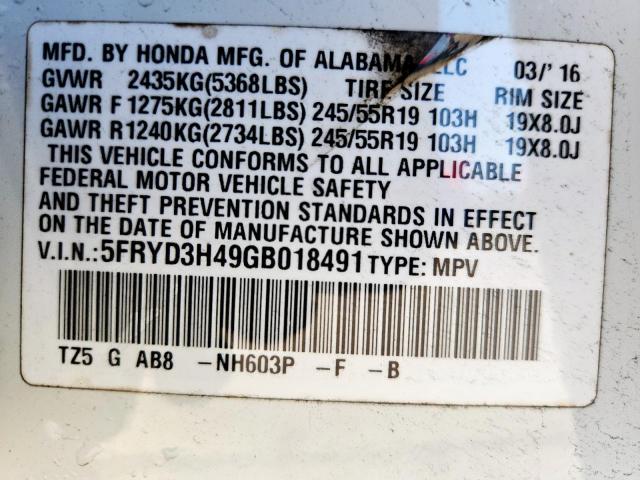 MFD. BY HONDA MFG. OF ALABAMA LLC 03/' 16
GVWR 2435KG(5368LBS) TIRE SIZE RIM SIZE
GAWR F 1275KG(2811LBS) 245/55R19 103H 19X8.0J
GAWR R1240KG(2734LBS) 245/55R19 103H 19X8.0J
THIS VEHICLE CONFORMS TO ALL APPLICABLE
FEDERAL MOTOR VEHICLE SAFETY
AND THEFT PREVENTION STANDARDS IN EFFECT
ON THE DATE OF MANUFACTURE SHOWN ABOVE.
V.I.N.:5FRYD3H49GB018491 TYPE: MPV
TZ5 G AB8 -NH603P -F -B